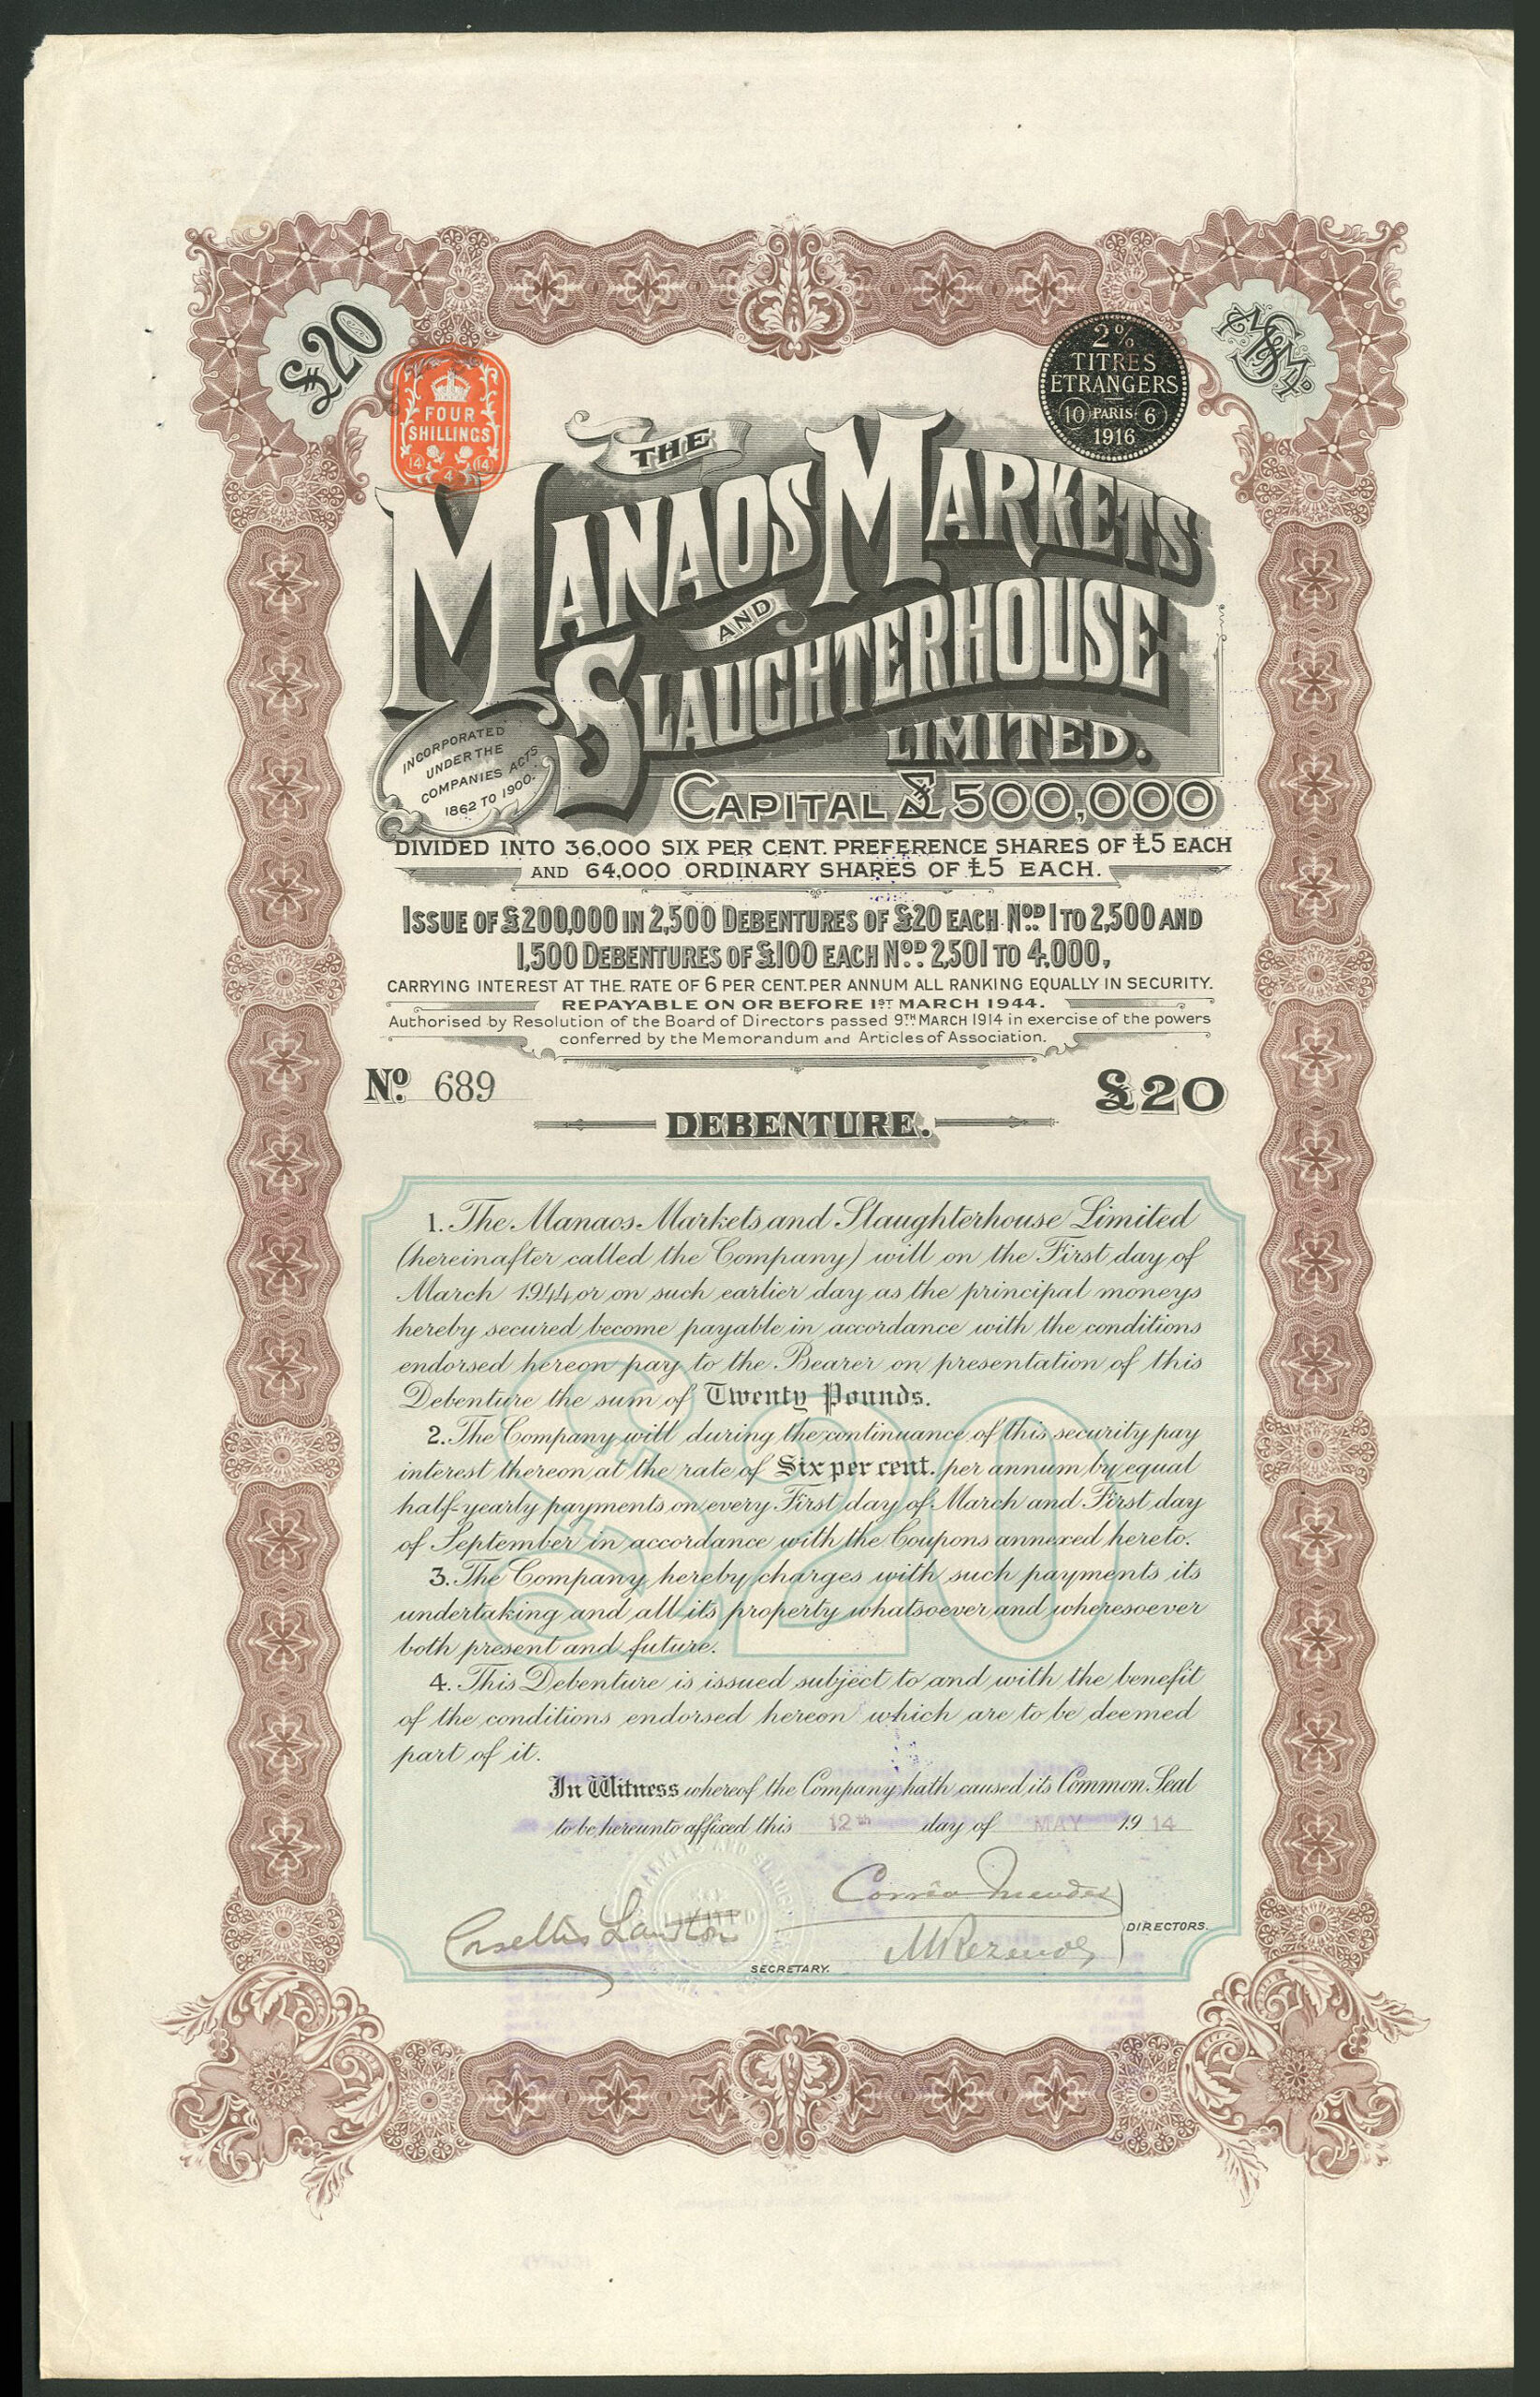 £20
FOUR
SHILLINGS
14 4 14
2%
TITRES
ETRANGERS
10 PARIS 6
1916
THE
MANAOS MARKETS
AND
SLAUGHTERHOUSE
LIMITED.
INCORPORATED
UNDER THE
COMPANIES ACTS
1862 TO 1900.
CAPITAL £500,000
DIVIDED INTO 36,000 SIX PER CENT. PREFERENCE SHARES OF £5 EACH
AND 64,000 ORDINARY SHARES OF £5 EACH.
ISSUE OF £200,000 IN 2,500 DEBENTURES OF £20 EACH NOD. 1 TO 2,500 AND
1,500 DEBENTURES OF £100 EACH NOD. 2,501 TO 4,000,
CARRYING INTEREST AT THE RATE OF 6 PER CENT. PER ANNUM ALL RANKING EQUALLY IN SECURITY.
REPAYABLE ON OR BEFORE 1ST MARCH 1944.
Authorised by Resolution of the Board of Directors passed 9TH MARCH 1914 in exercise of the powers
conferred by the Memorandum and Articles of Association.
No. 689
£20
DEBENTURE.
1. The Manaos Markets and Slaughterhouse Limited
(hereinafter called the Company) will on the First day of
March 1944, or on such earlier day as the principal moneys
hereby secured become payable in accordance with the conditions
endorsed hereon pay to the Bearer on presentation of this
Debenture the sum of Twenty Pounds.
2. The Company will during the continuance of this security pay
interest thereon at the rate of Six per cent. per annum by equal
half-yearly payments on every First day of March and First day
of September in accordance with the Coupons annexed hereto.
3. The Company hereby charges with such payments its
undertaking and all its property whatsoever and wheresoever
both present and future.
4. This Debenture is issued subject to and with the benefit
of the conditions endorsed hereon which are to be deemed
part of it.
£20
In Witness whereof the Company hath caused its Common Seal
to be hereunto affixed this 12th day of MAY 1914
Corrêa Mendes
DIRECTORS.
SECRETARY.